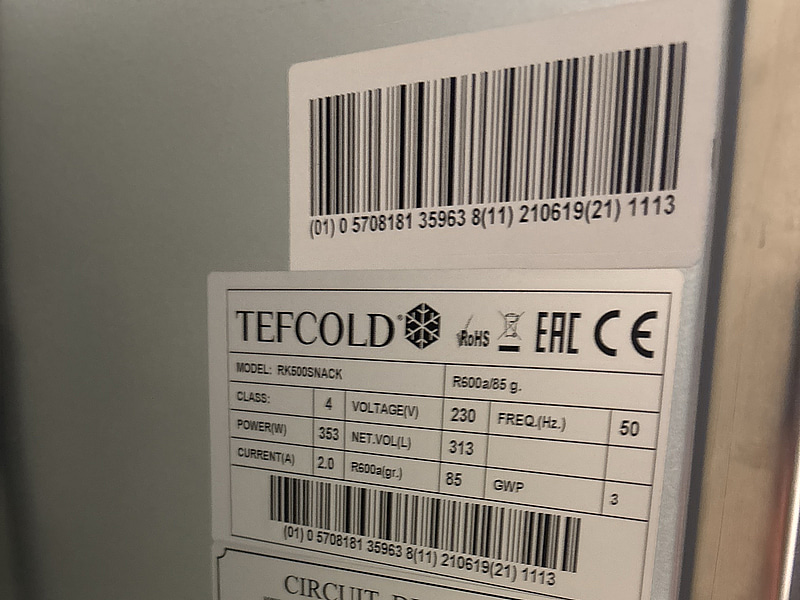 (01) 0 5708181 35963 8(11) 210619(21) 1113
TEFCOLD® RoHS EAC CE
MODEL: RK500SNACK R600a/85 g.
CLASS: 4 VOLTAGE(V) 230 FREQ.(Hz.) 50
POWER(W) 353 NET.VOL(L) 313
CURRENT(A) 2.0 R600a(gr.) 85 GWP 3
(01) 0 5708181 35963 8(11) 210619(21) 1113
CIRCUIT